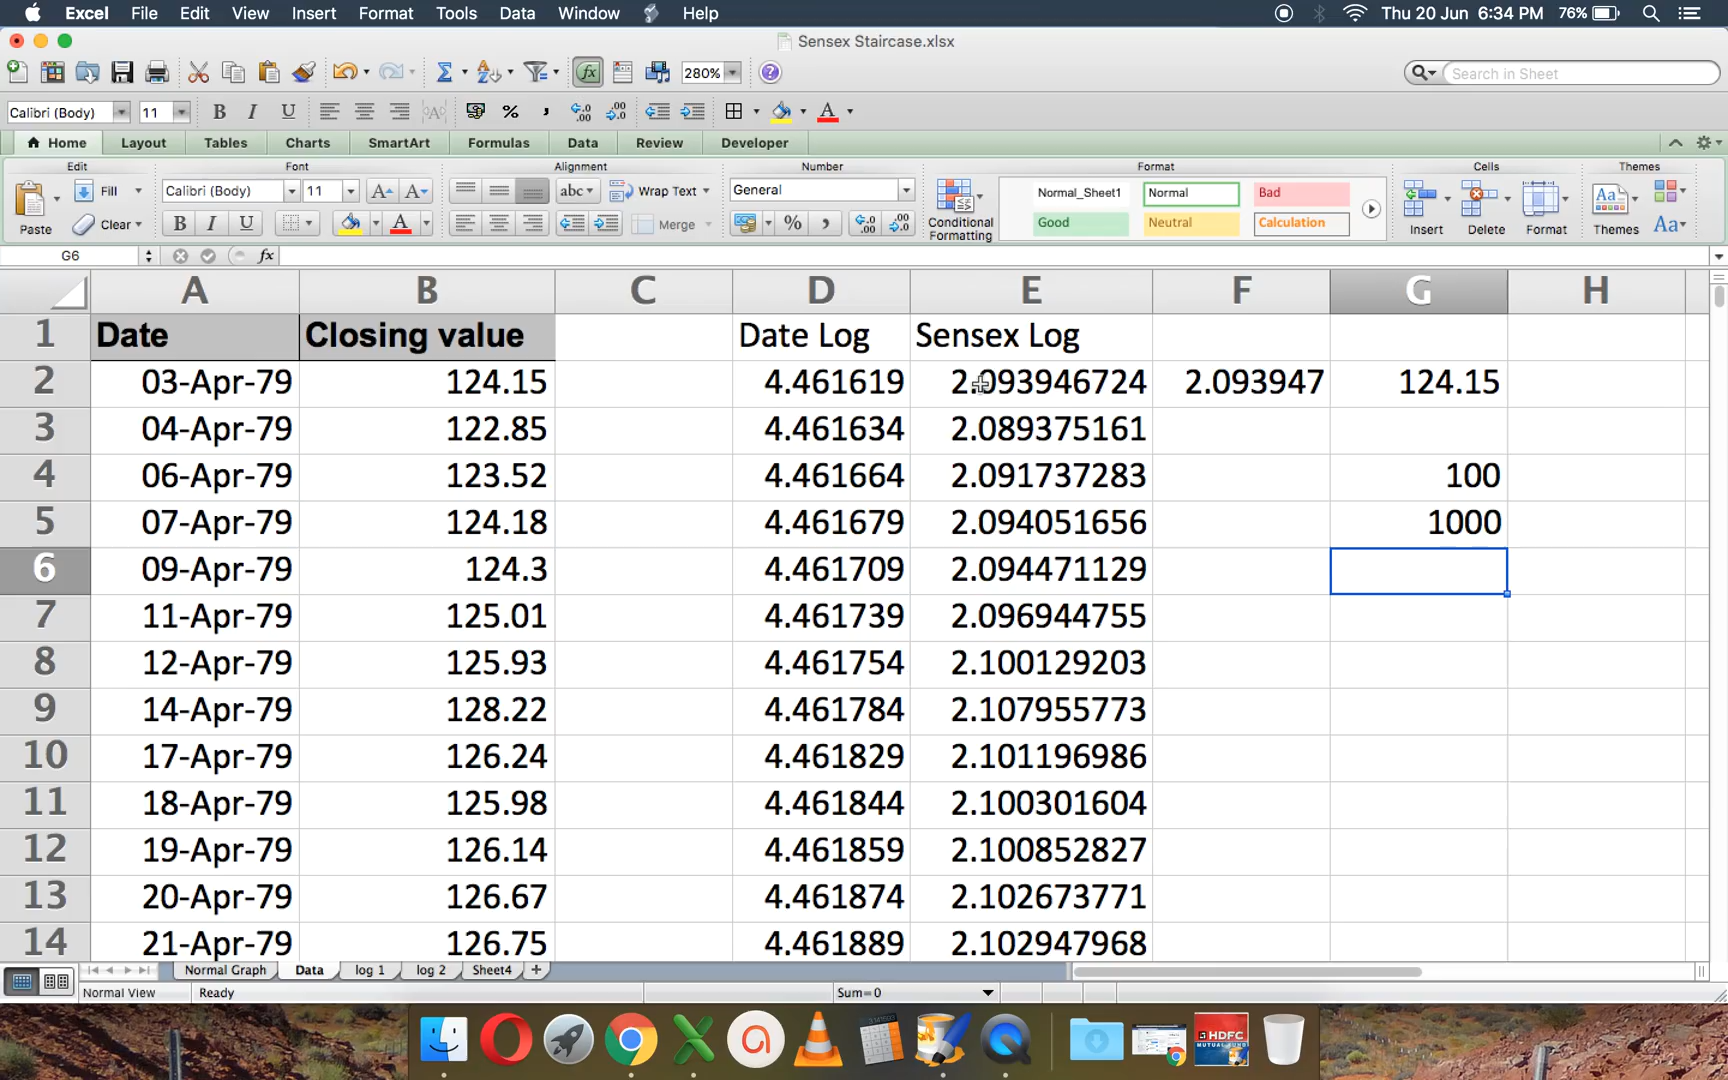 Excel File Edit View Insert Format Tools Data Window Help Thu 20 Jun 6:34 PM 76%
Sensex Staircase.xlsx
280% Search in Sheet
Calibri (Body) 11 B I U A
Home Layout Tables Charts SmartArt Formulas Data Review Developer
Edit Font Alignment Number Format Cells Themes
Fill Calibri (Body) 11 A A abc Wrap Text General Normal_Sheet1 Normal Bad
Paste Clear B I U A Merge % , Conditional Formatting Good Neutral Calculation Insert Delete Format Themes Aa
G6 fx
A B C D E F G H
1 Date Closing value Date Log Sensex Log
2 03-Apr-79 124.15 4.461619 2.093946724 2.093947 124.15
3 04-Apr-79 122.85 4.461634 2.089375161
4 06-Apr-79 123.52 4.461664 2.091737283 100
5 07-Apr-79 124.18 4.461679 2.094051656 1000
6 09-Apr-79 124.3 4.461709 2.094471129
7 11-Apr-79 125.01 4.461739 2.096944755
8 12-Apr-79 125.93 4.461754 2.100129203
9 14-Apr-79 128.22 4.461784 2.107955773
10 17-Apr-79 126.24 4.461829 2.101196986
11 18-Apr-79 125.98 4.461844 2.100301604
12 19-Apr-79 126.14 4.461859 2.100852827
13 20-Apr-79 126.67 4.461874 2.102673771
14 21-Apr-79 126.75 4.461889 2.102947968
Normal Graph Data log 1 log 2 Sheet4
Normal View Ready Sum=0
HDFC